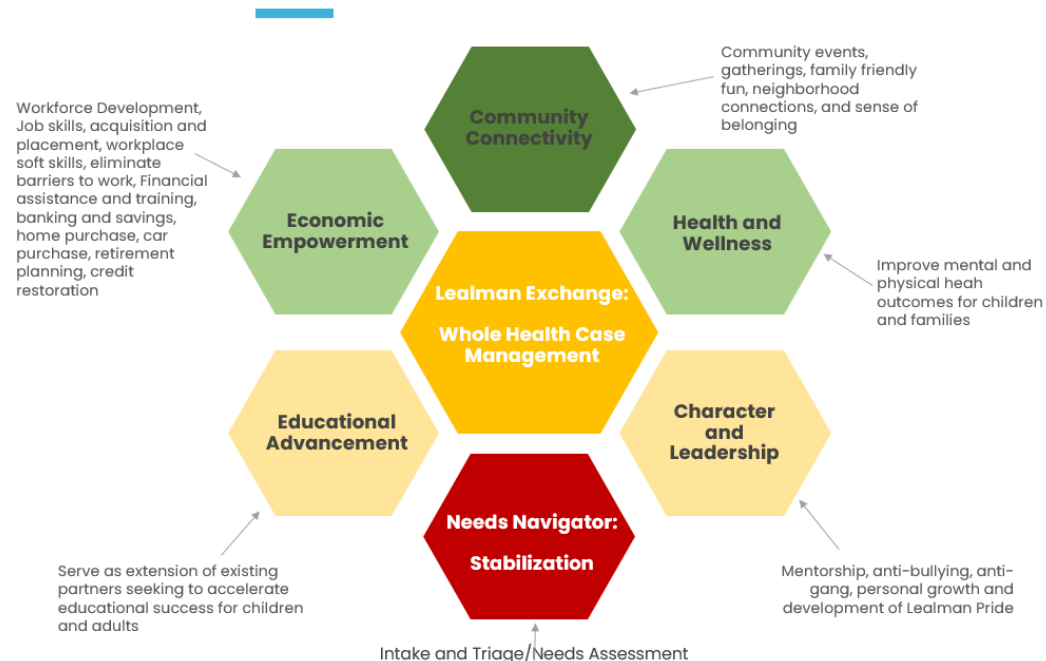 Community events,
gatherings, family friendly
fun, neighborhood
connections, and sense of
belonging
Community
Connectivity
Workforce Development,
Job skills, acquisition and
placement, workplace
soft skills, eliminate
barriers to work, Financial
assistance and training,
banking and savings,
home purchase, car
purchase, retirement
planning, credit
restoration
Economic
Empowerment
Health and
Wellness
Improve mental and
physical heah
outcomes for children
and families
Lealman Exchange:
Whole Health Case
Management
Educational
Advancement
Character
and
Leadership
Needs Navigator:
Stabilization
Serve as extension of existing
partners seeking to accelerate
educational success for children
and adults
Mentorship, anti-bullying, anti-
gang, personal growth and
development of Lealman Pride
Intake and Triage/Needs Assessment